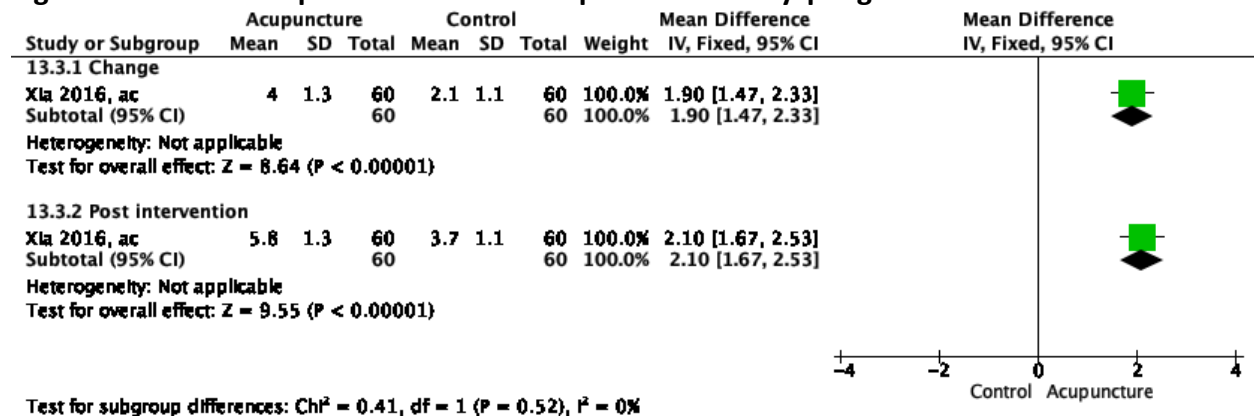 Acupuncture Control Mean Difference Mean Difference
Study or Subgroup Mean SD Total Mean SD Total Weight IV, Fixed, 95% CI IV, Fixed, 95% CI
13.3.1 Change
Xia 2016, ac 4 1.3 60 2.1 1.1 60 100.0% 1.90 [1.47, 2.33]
Subtotal (95% CI) 60 60 100.0% 1.90 [1.47, 2.33]
Heterogeneity: Not applicable
Test for overall effect: Z = 8.64 (P < 0.00001)
13.3.2 Post intervention
Xia 2016, ac 5.8 1.3 60 3.7 1.1 60 100.0% 2.10 [1.67, 2.53]
Subtotal (95% CI) 60 60 100.0% 2.10 [1.67, 2.53]
Heterogeneity: Not applicable
Test for overall effect: Z = 9.55 (P < 0.00001)
-4 -2 0 2 4
Control Acupuncture
Test for subgroup differences: Chi² = 0.41, df = 1 (P = 0.52), I² = 0%